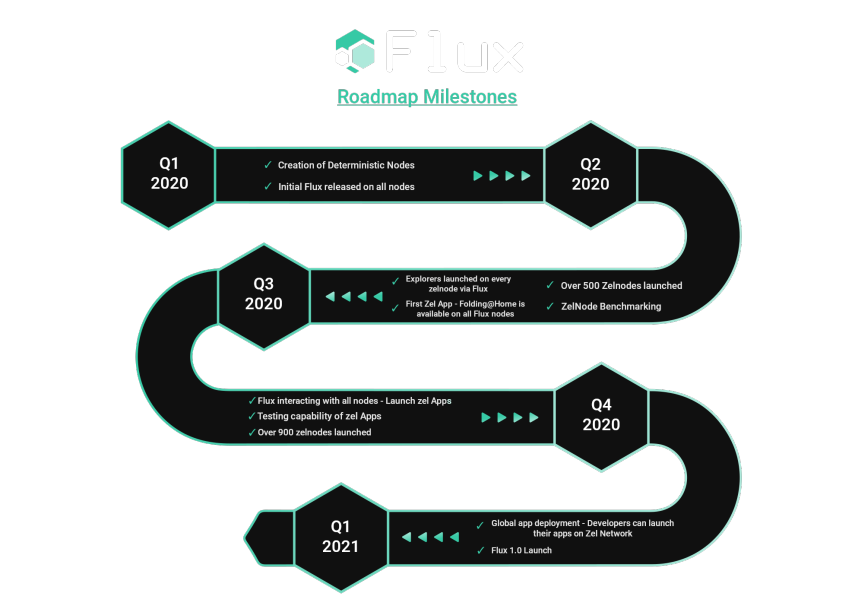 Flux
Roadmap Milestones
Q1
2020
✓ Creation of Deterministic Nodes
✓ Initial Flux released on all nodes
Q2
2020
Q3
2020
✓ Explorers launched on every
zelnode via Flux
✓ First Zel App - Folding@Home is
available on all Flux nodes
✓ Over 500 Zelnodes launched
✓ ZelNode Benchmarking
✓Flux interacting with all nodes - Launch zel Apps
✓Testing capability of zel Apps
✓Over 900 zelnodes launched
Q4
2020
Q1
2021
✓ Global app deployment - Developers can launch
their apps on Zel Network
✓ Flux 1.0 Launch